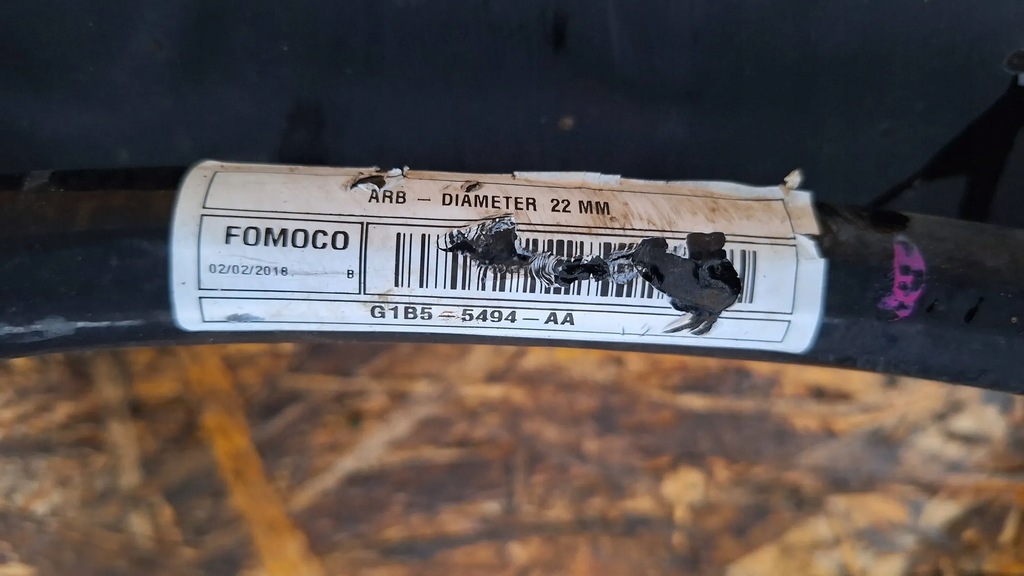 ARB - DIAMETER 22 MM
FOMOCO
02/02/2018 B
G1B5-5494-AA